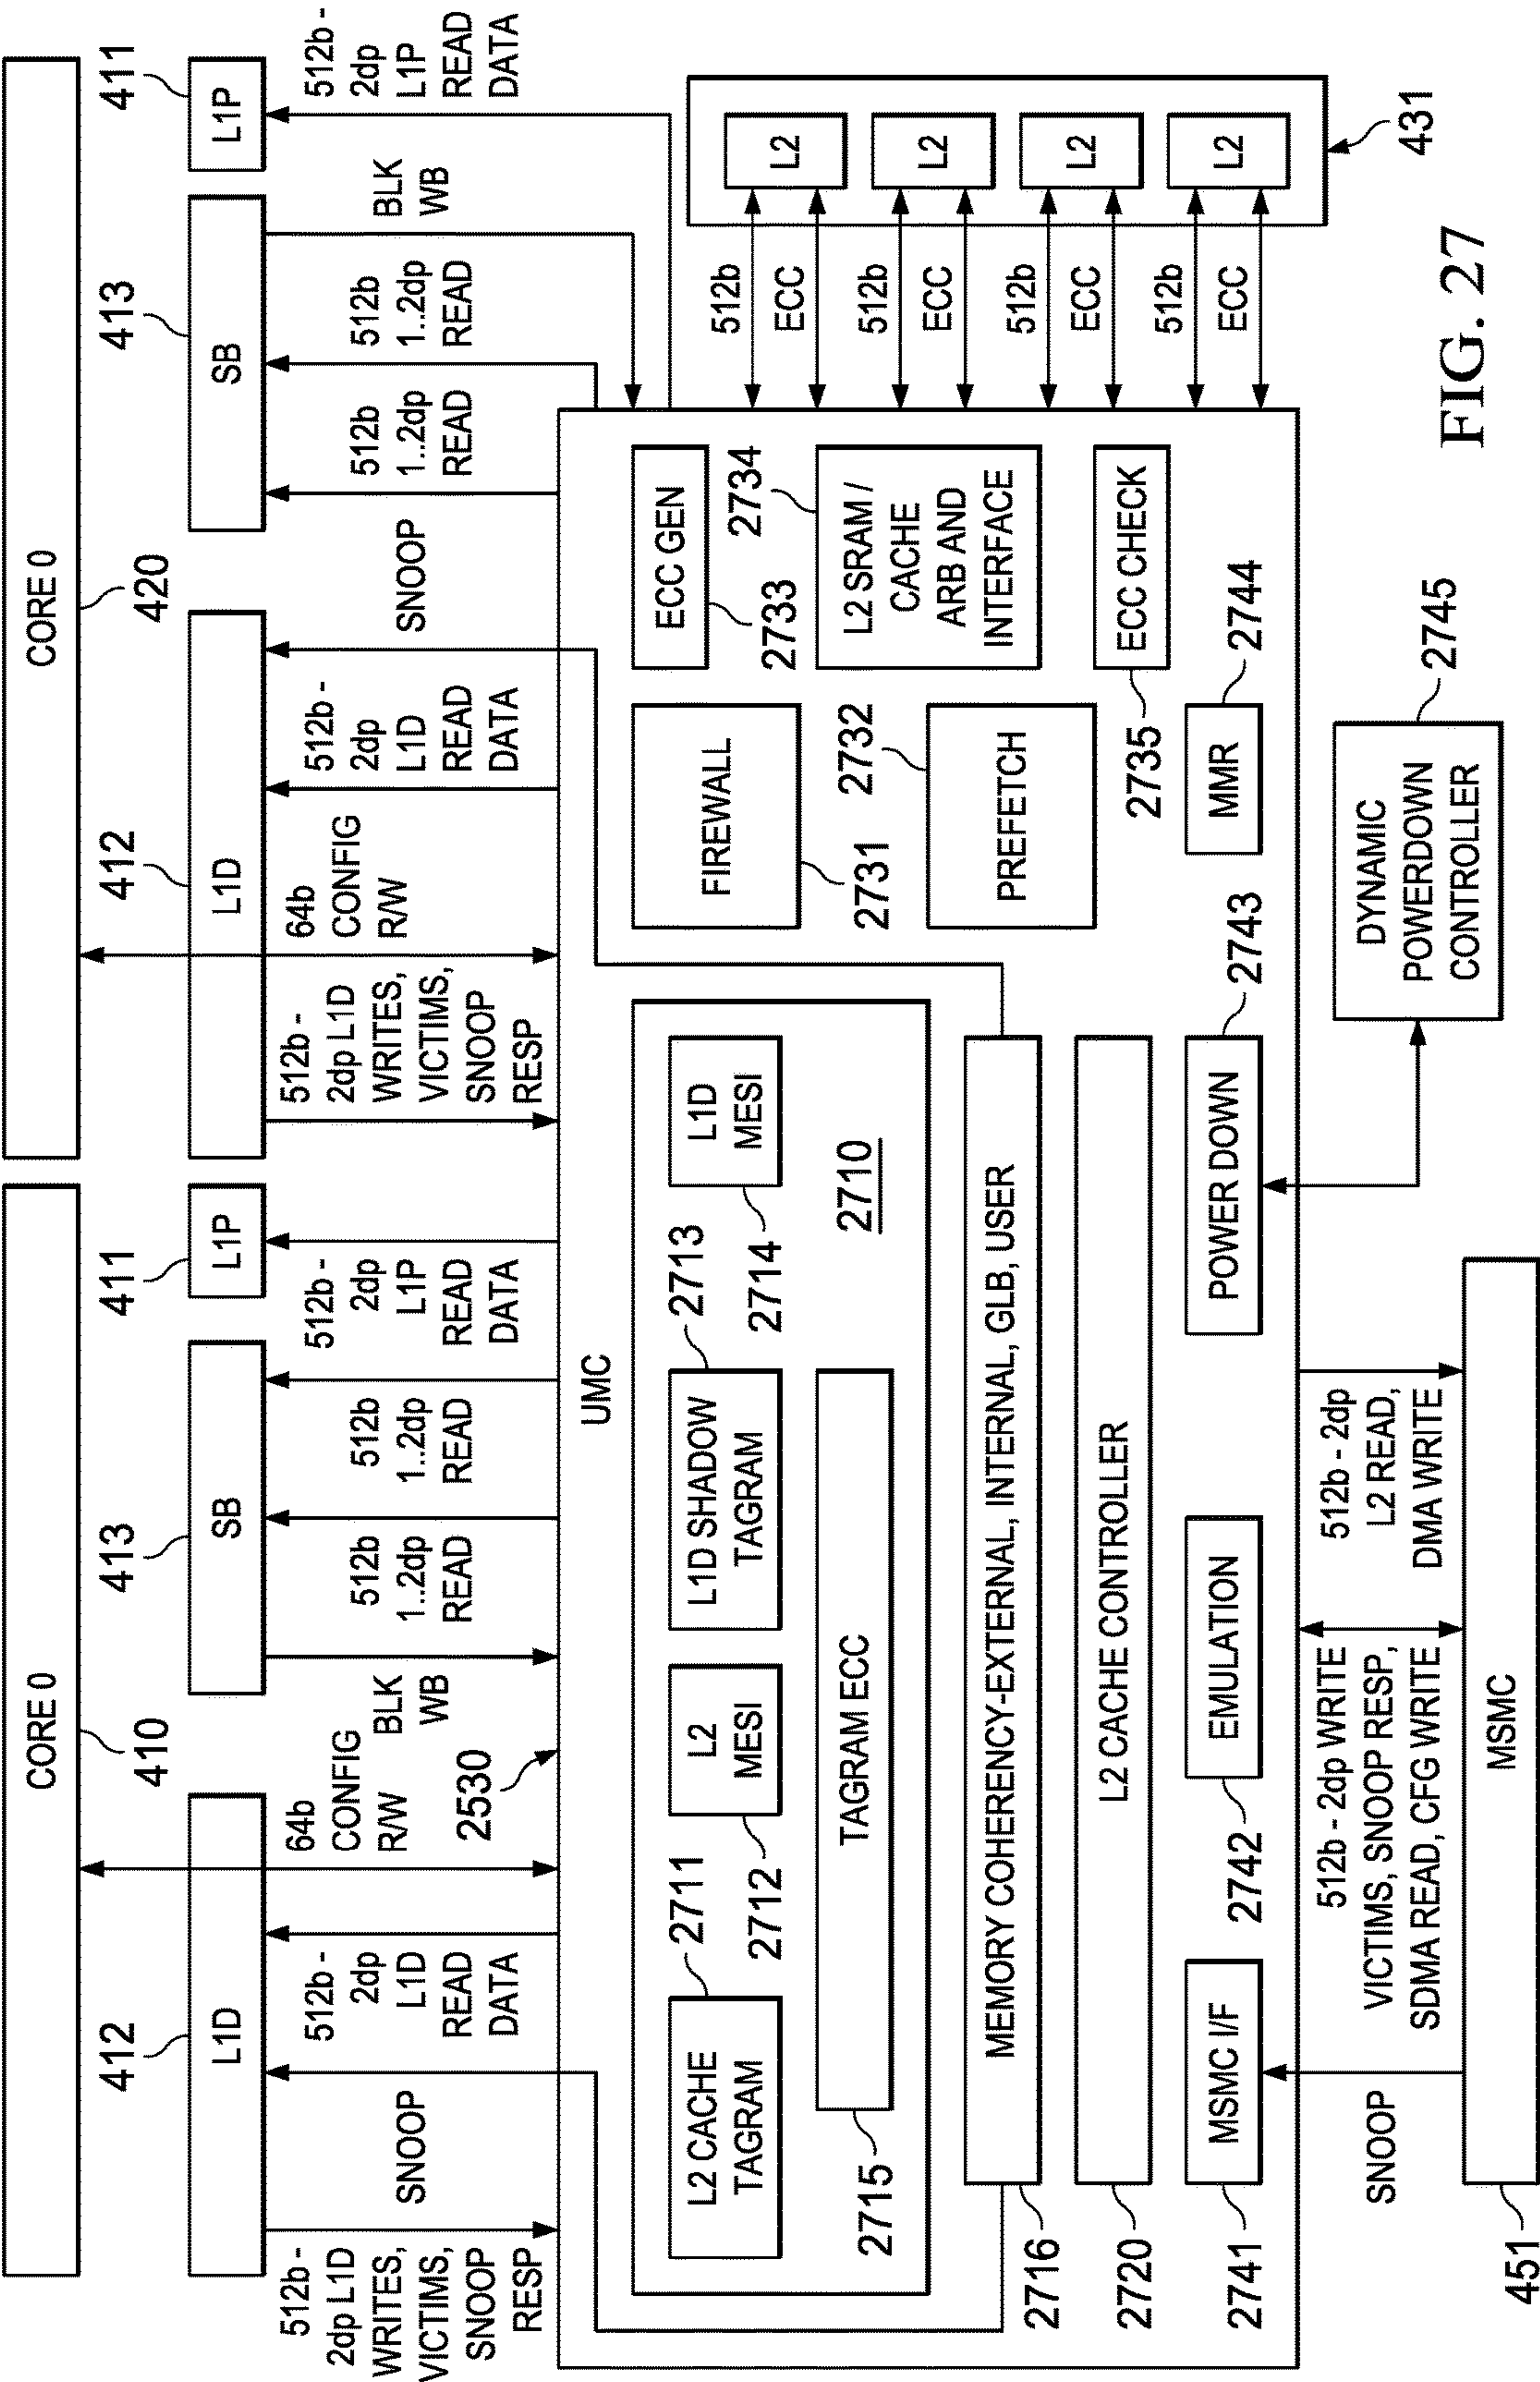 CORE 0
410
CORE 0
420
412
L1D
413
SB
411
L1P
412
L1D
413
SB
411
L1P
512b -
2dp L1D
WRITES,
VICTIMS,
SNOOP
RESP
SNOOP
512b -
2dp
L1D
READ
DATA
64b
CONFIG
R/W
BLK
WB
512b
1..2dp
READ
512b
1..2dp
READ
512b -
2dp
L1P
READ
DATA
512b -
2dp L1D
WRITES,
VICTIMS,
SNOOP
RESP
64b
CONFIG
R/W
512b -
2dp
L1D
READ
DATA
SNOOP
512b
1..2dp
READ
512b
1..2dp
READ
BLK
WB
512b -
2dp
L1P
READ
DATA
2530
UMC
L2 CACHE
TAGRAM
2711
L2
MESI
2712
L1D SHADOW
TAGRAM
2713
L1D
MESI
2714
TAGRAM ECC
2715
2710
MEMORY COHERENCY-EXTERNAL, INTERNAL, GLB, USER
2716
L2 CACHE CONTROLLER
2720
MSMC I/F
2741
EMULATION
2742
POWER DOWN
2743
MMR
2744
FIREWALL
2731
PREFETCH
2732
ECC GEN
2733
L2 SRAM /
CACHE
ARB AND
INTERFACE
2734
ECC CHECK
2735
512b
ECC
L2
512b
ECC
L2
512b
ECC
L2
512b
ECC
L2
431
SNOOP
512b - 2dp WRITE
VICTIMS, SNOOP RESP,
SDMA READ, CFG WRITE
512b - 2dp
L2 READ,
DMA WRITE
MSMC
451
DYNAMIC
POWERDOWN
CONTROLLER
2745
FIG. 27